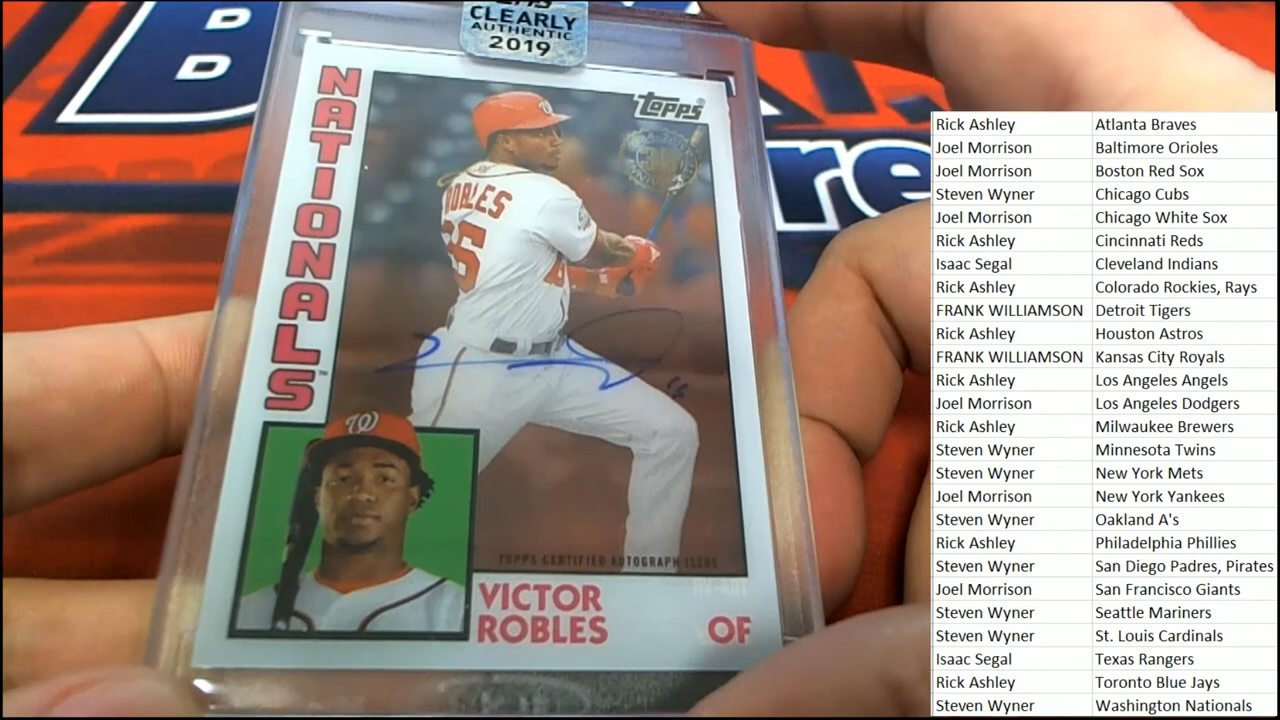 CLEARLY
AUTHENTIC
2019
NATIONALS™
Topps®
ROBLES
VICTOR
ROBLES
OF
TOPPS CERTIFIED AUTOGRAPH ISSUE
Rick Ashley Atlanta Braves
Joel Morrison Baltimore Orioles
Joel Morrison Boston Red Sox
Steven Wyner Chicago Cubs
Joel Morrison Chicago White Sox
Rick Ashley Cincinnati Reds
Isaac Segal Cleveland Indians
Rick Ashley Colorado Rockies, Rays
FRANK WILLIAMSON Detroit Tigers
Rick Ashley Houston Astros
FRANK WILLIAMSON Kansas City Royals
Rick Ashley Los Angeles Angels
Joel Morrison Los Angeles Dodgers
Rick Ashley Milwaukee Brewers
Steven Wyner Minnesota Twins
Steven Wyner New York Mets
Joel Morrison New York Yankees
Steven Wyner Oakland A's
Rick Ashley Philadelphia Phillies
Steven Wyner San Diego Padres, Pirates
Joel Morrison San Francisco Giants
Steven Wyner Seattle Mariners
Steven Wyner St. Louis Cardinals
Isaac Segal Texas Rangers
Rick Ashley Toronto Blue Jays
Steven Wyner Washington Nationals